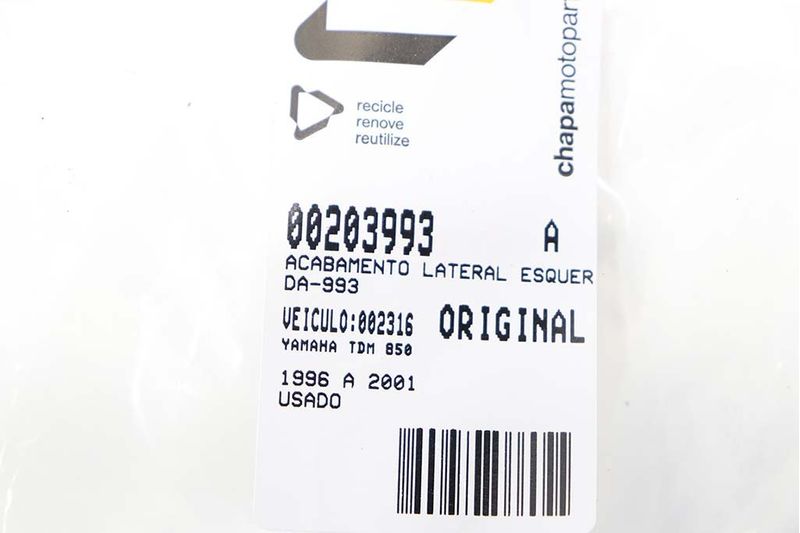 chapamotopar
recicle
renove
reutilize
00203993 A
ACABAMENTO LATERAL ESQUER
DA-993
VEICULO:002316 ORIGINAL
YAMAHA TDM 850
1996 A 2001
USADO